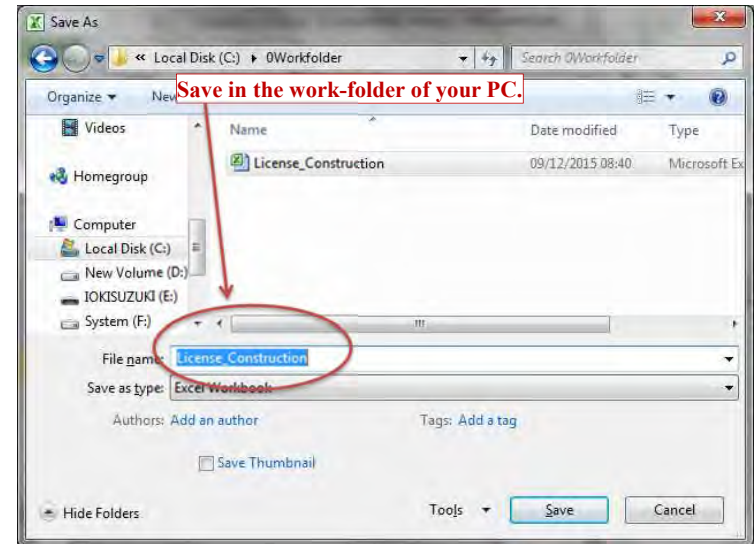 Save As
« Local Disk (C:) ▸ 0Workfolder
Search 0Workfolder
Save in the work-folder of your PC.
Organize
Videos
Name
Date modified
Type
License_Construction
09/12/2015 08:40
Microsoft Ex
Homegroup
Computer
Local Disk (C:)
New Volume (D:)
IOKISUZUKI (E:)
System (F:)
File name: License_Construction
Save as type: Excel Workbook
Authors: Add an author
Tags: Add a tag
Save Thumbnail
Hide Folders
Tools
Save
Cancel